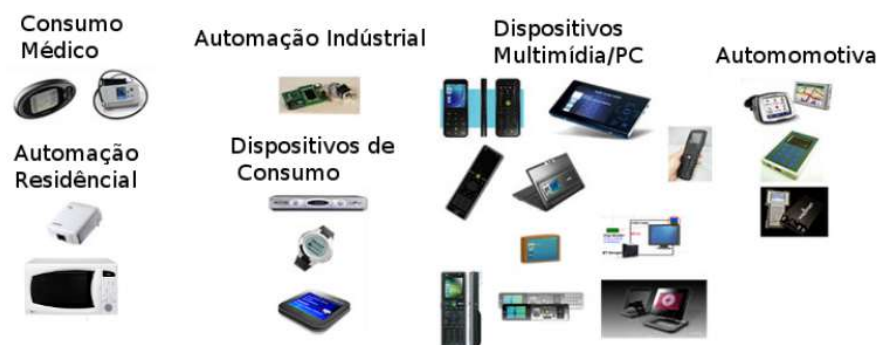 Consumo
Médico
Automação Indústrial
Dispositivos
Multimídia/PC
Automomotiva
Automação
Residêncial
Dispositivos de
Consumo